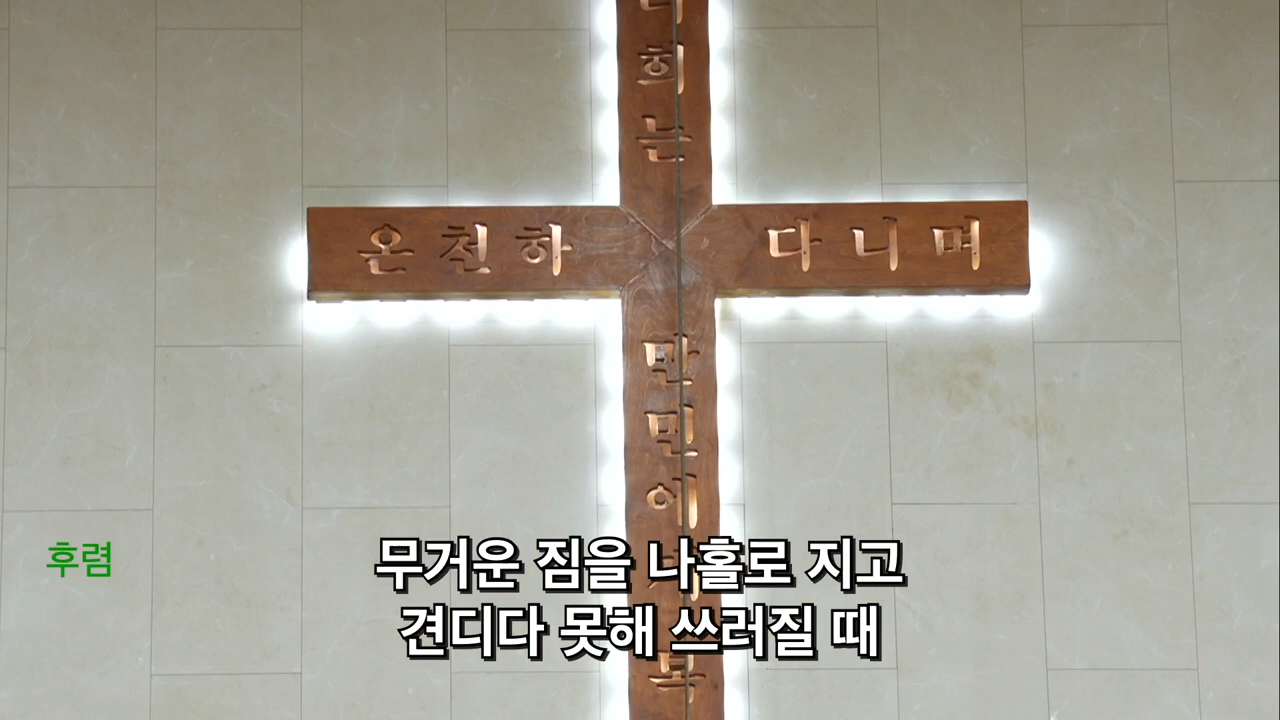 희는
온천하 다니며
만민에
후렴
무거운 짐을 나홀로 지고
견디다 못해 쓰러질 때